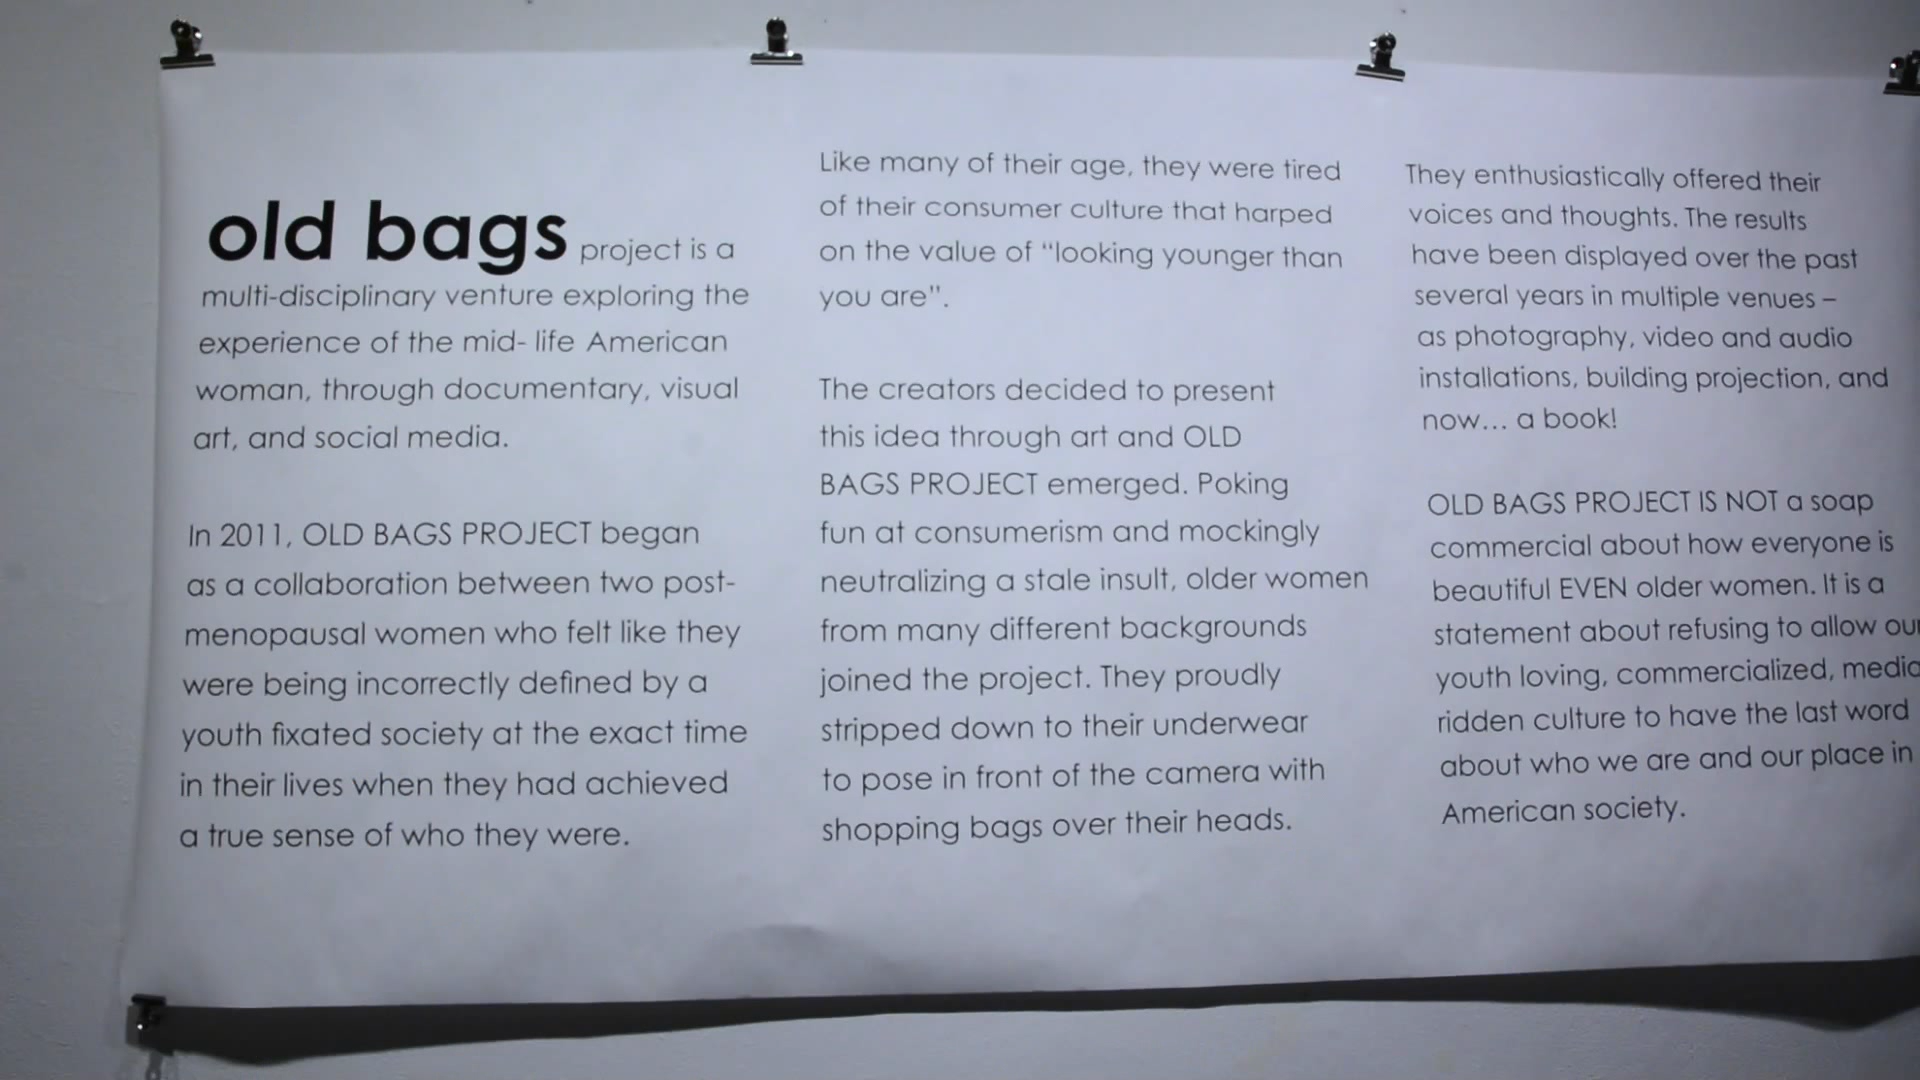 old bags project is a
multi-disciplinary venture exploring the
experience of the mid- life American
woman, through documentary, visual
art, and social media.
In 2011, OLD BAGS PROJECT began
as a collaboration between two post-
menopausal women who felt like they
were being incorrectly defined by a
youth fixated society at the exact time
in their lives when they had achieved
a true sense of who they were.
Like many of their age, they were tired
of their consumer culture that harped
on the value of “looking younger than
you are”.
The creators decided to present
this idea through art and OLD
BAGS PROJECT emerged. Poking
fun at consumerism and mockingly
neutralizing a stale insult, older women
from many different backgrounds
joined the project. They proudly
stripped down to their underwear
to pose in front of the camera with
shopping bags over their heads.
They enthusiastically offered their
voices and thoughts. The results
have been displayed over the past
several years in multiple venues –
as photography, video and audio
installations, building projection, and
now… a book!
OLD BAGS PROJECT IS NOT a soap
commercial about how everyone is
beautiful EVEN older women. It is a
statement about refusing to allow our
youth loving, commercialized, media
ridden culture to have the last word
about who we are and our place in
American society.